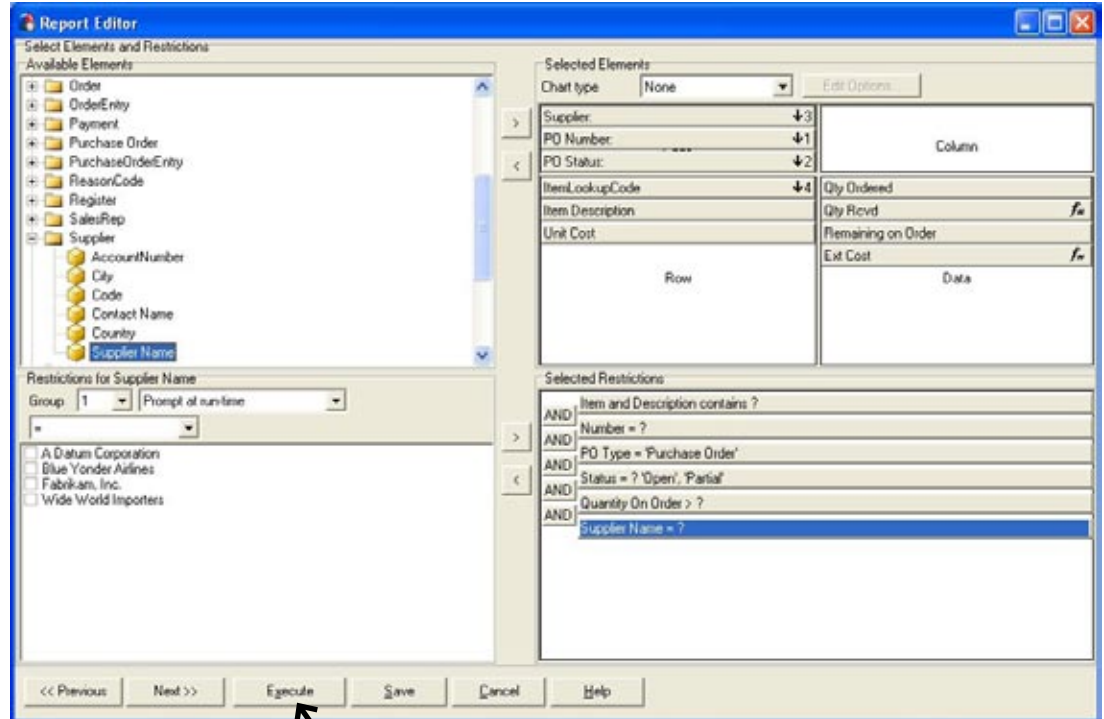 Report Editor
Select Elements and Restrictions
Available Elements
Order
OrderEntry
Payment
Purchase Order
PurchaseOrderEntry
ReasonCode
Register
SalesRep
Supplier
AccountNumber
City
Code
Contact Name
Country
Supplier Name
Selected Elements
Chart type None Edit Options...
Supplier: 3
PO Number: 1
PO Status: 2
Column
ItemLookupCode 4
Item Description
Unit Cost
Row
Qty Ordered
Qty Rcvd
Remaining on Order
Ext Cost
Data
Restrictions for Supplier Name
Group 1 Prompt at run-time
=
A Datum Corporation
Blue Yonder Airlines
Fabrikam, Inc.
Wide World Importers
Selected Restrictions
Item and Description contains ?
AND
Number = ?
AND
PO Type = 'Purchase Order'
AND
Status = ? 'Open', 'Partial'
AND
Quantity On Order > ?
AND
Supplier Name = ?
<< Previous Next >> Execute Save Cancel Help